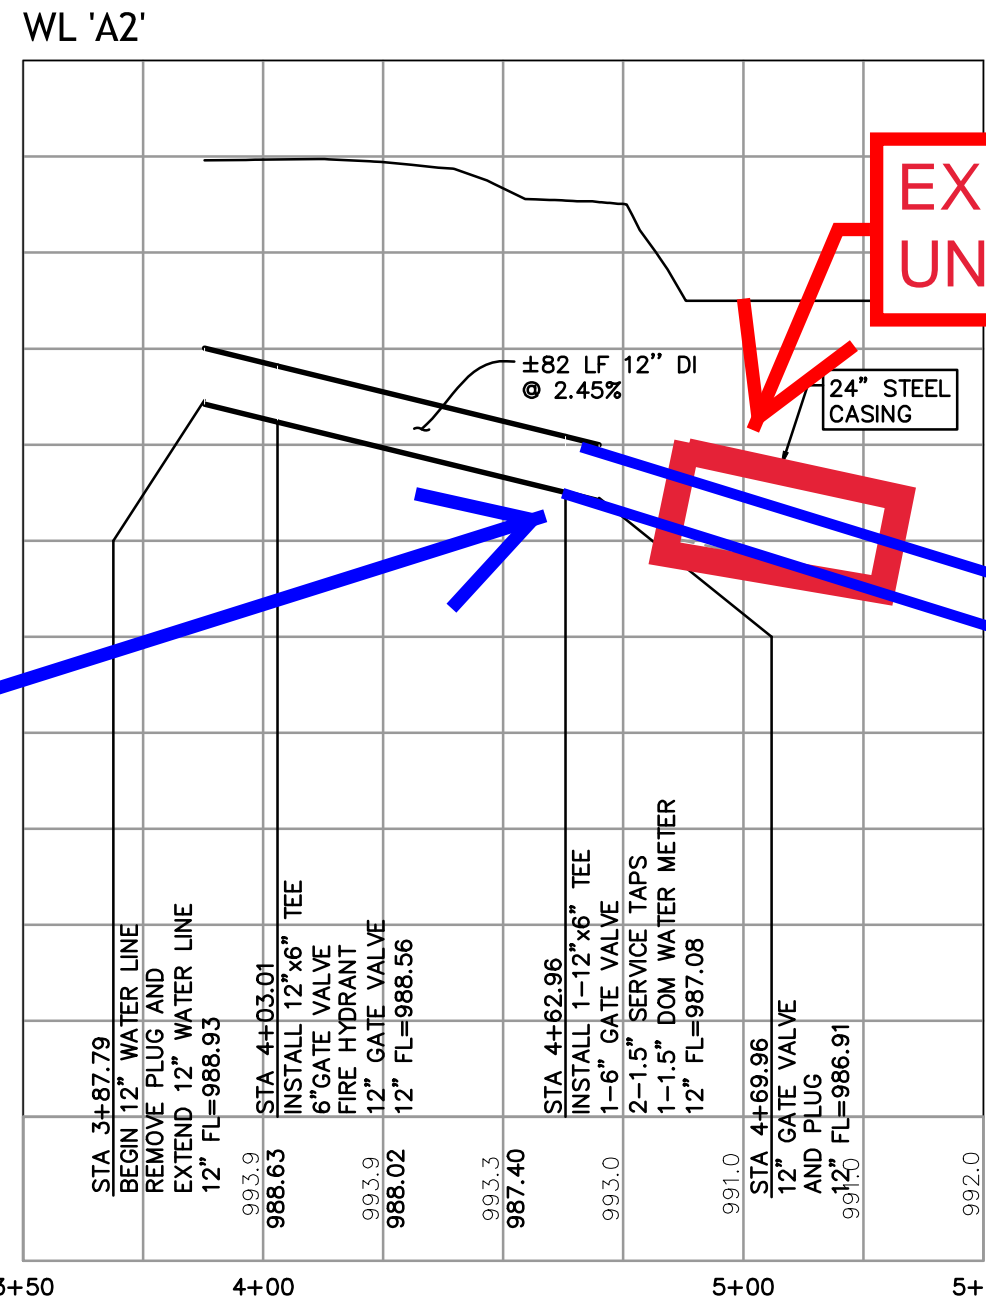 WL 'A2'
EX
UN
±82 LF 12" DI
@ 2.45%
24" STEEL
CASING
STA 3+87.79
BEGIN 12" WATER LINE
REMOVE PLUG AND
EXTEND 12" WATER LINE
12" FL=988.93
STA 4+03.01
INSTALL 12"x6" TEE
6"GATE VALVE
FIRE HYDRANT
12" GATE VALVE
12" FL=988.56
STA 4+62.96
INSTALL 1-12"x6" TEE
1-6" GATE VALVE
2-1.5" SERVICE TAPS
1-1.5" DOM WATER METER
12" FL=987.08
STA 4+69.96
12" GATE VALVE
AND PLUG
12" FL=986.91
993.9
988.63
993.9
988.02
993.3
987.40
993.0
991.0
991.0
992.0
3+50
4+00
5+00
5+